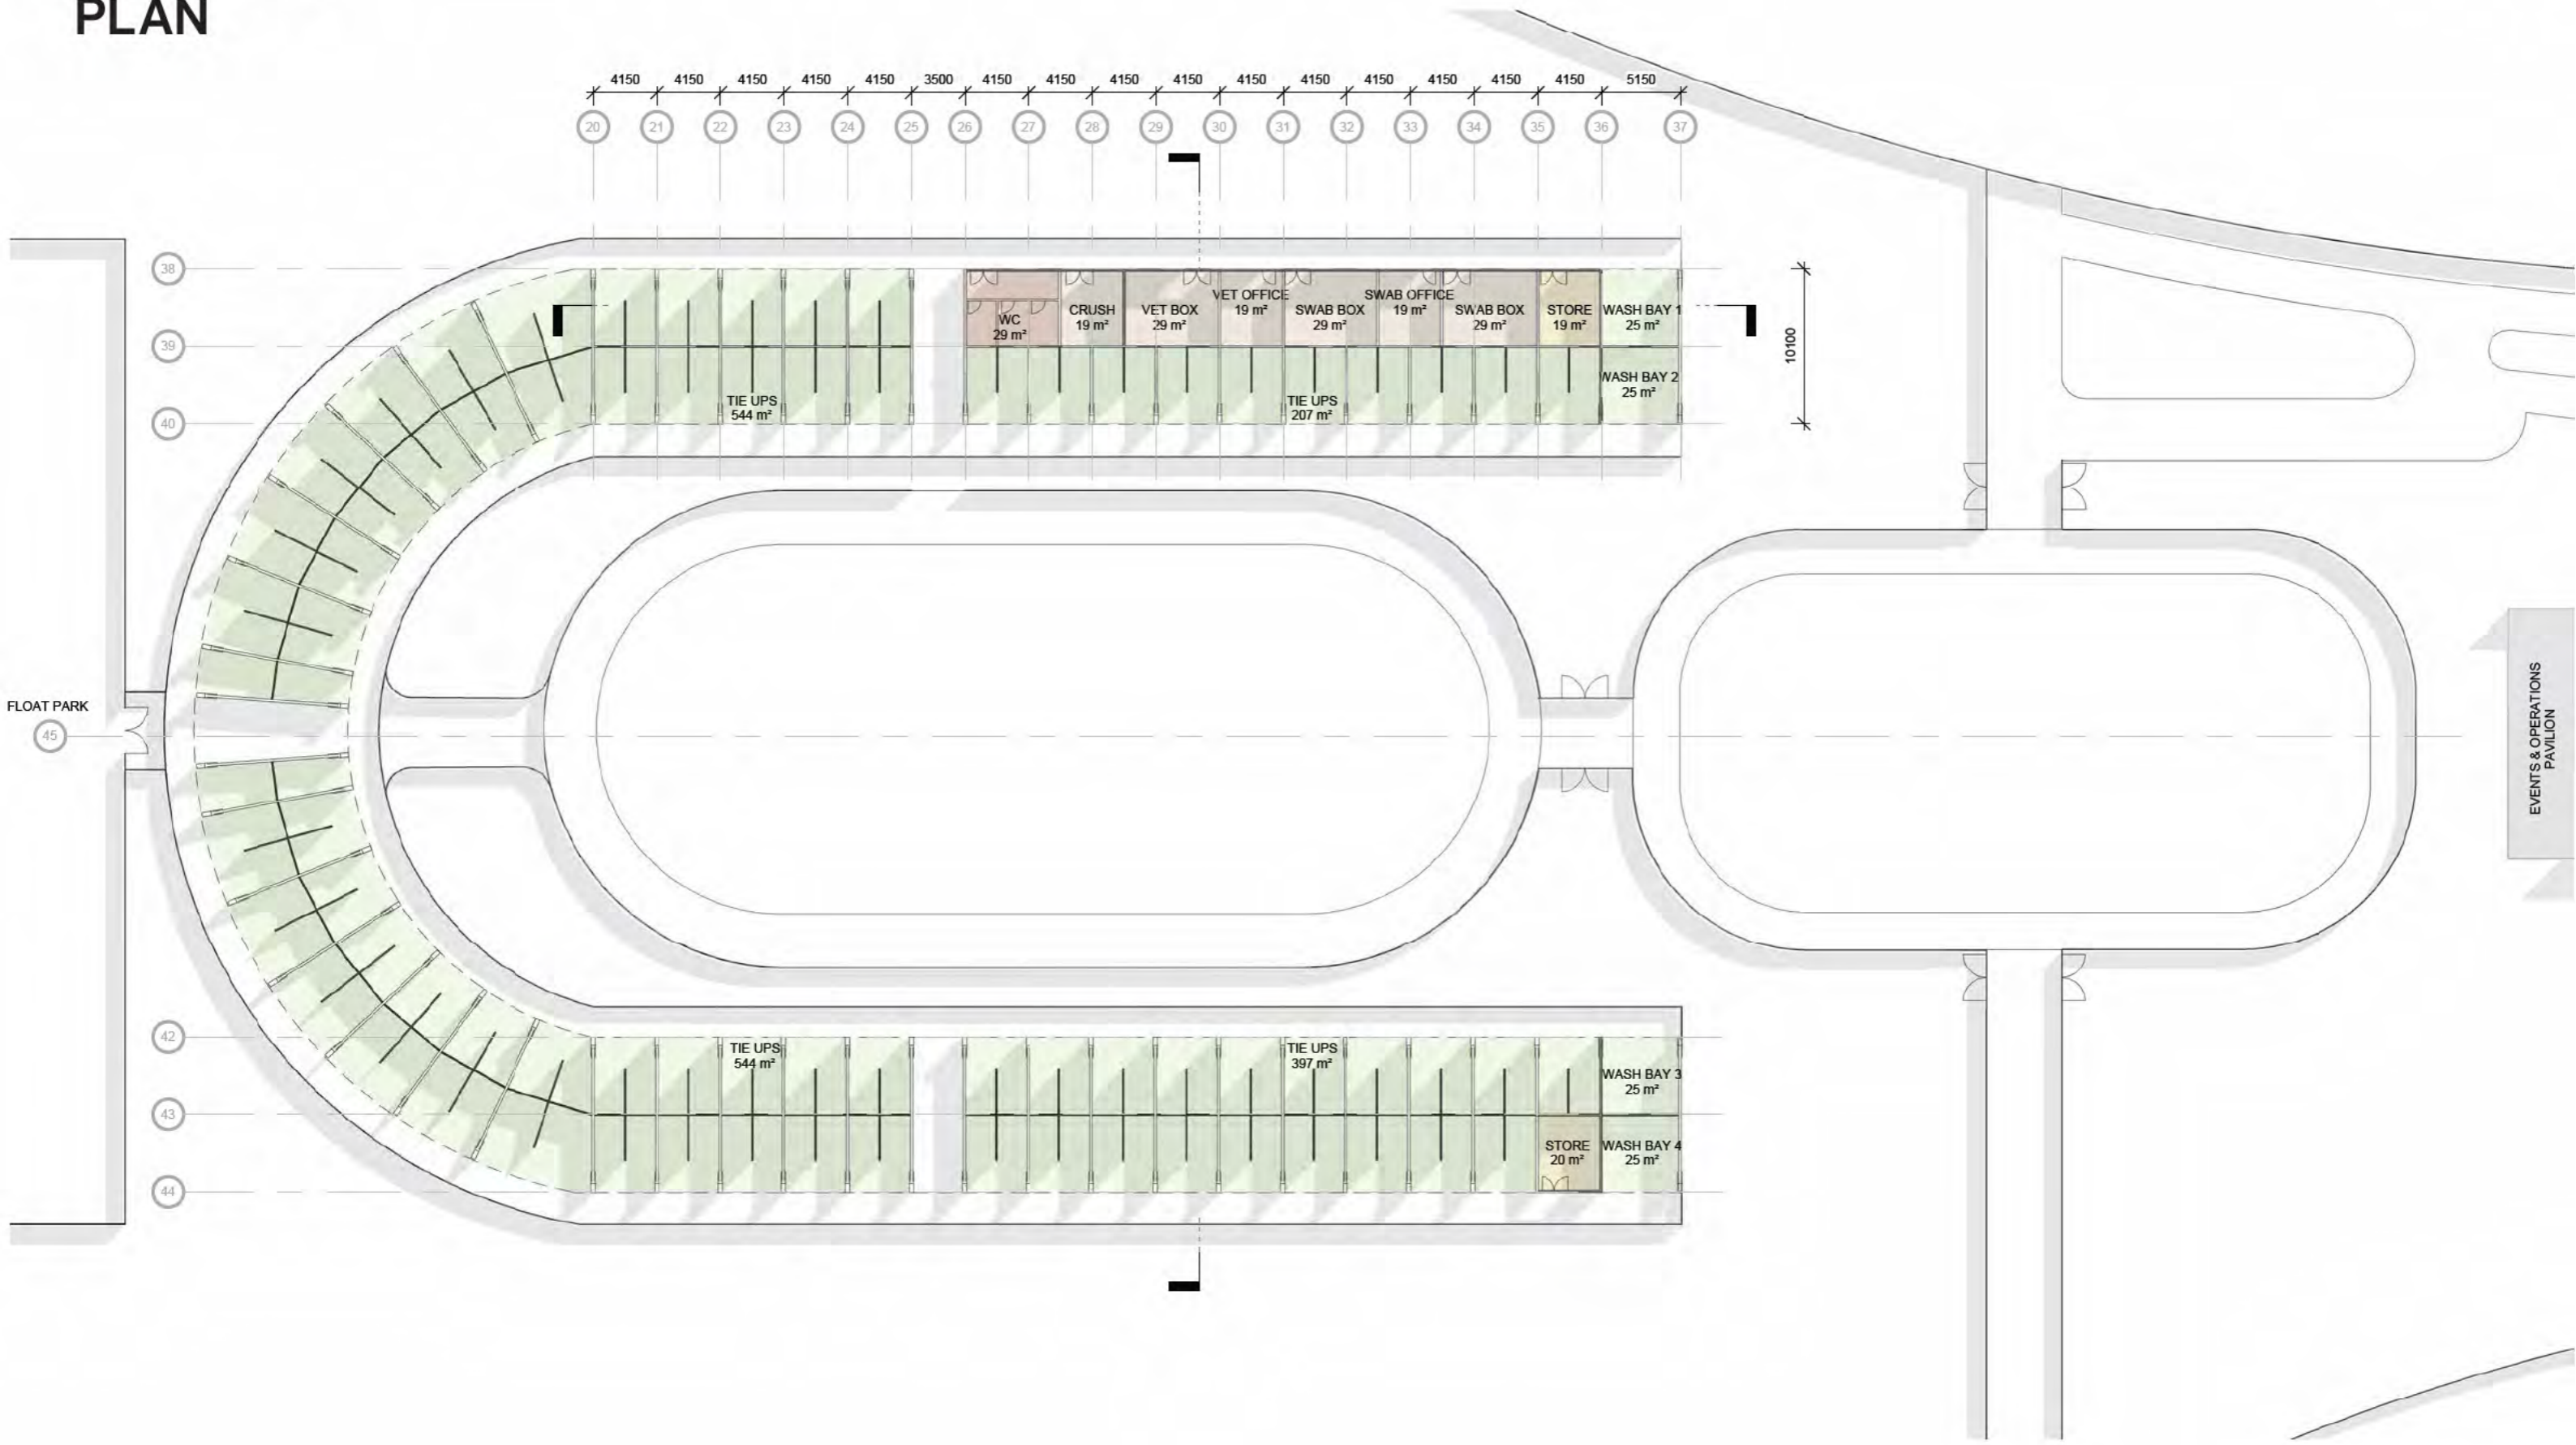 PLAN
4150 4150 4150 4150 4150 3500 4150 4150 4150 4150 4150 4150 4150 4150 4150 4150 5150
20 21 22 23 24 25 26 27 28 29 30 31 32 33 34 35 36 37
38
39
40
WC
29 m²
CRUSH
19 m²
VET BOX
29 m²
VET OFFICE
19 m²
SWAB BOX
29 m²
SWAB OFFICE
19 m²
SWAB BOX
29 m²
STORE
19 m²
WASH BAY 1
25 m²
WASH BAY 2
25 m²
10100
TIE UPS
544 m²
TIE UPS
207 m²
FLOAT PARK
45
EVENTS & OPERATIONS
PAVILION
42
43
44
TIE UPS
544 m²
TIE UPS
397 m²
WASH BAY 3
25 m²
STORE
20 m²
WASH BAY 4
25 m²